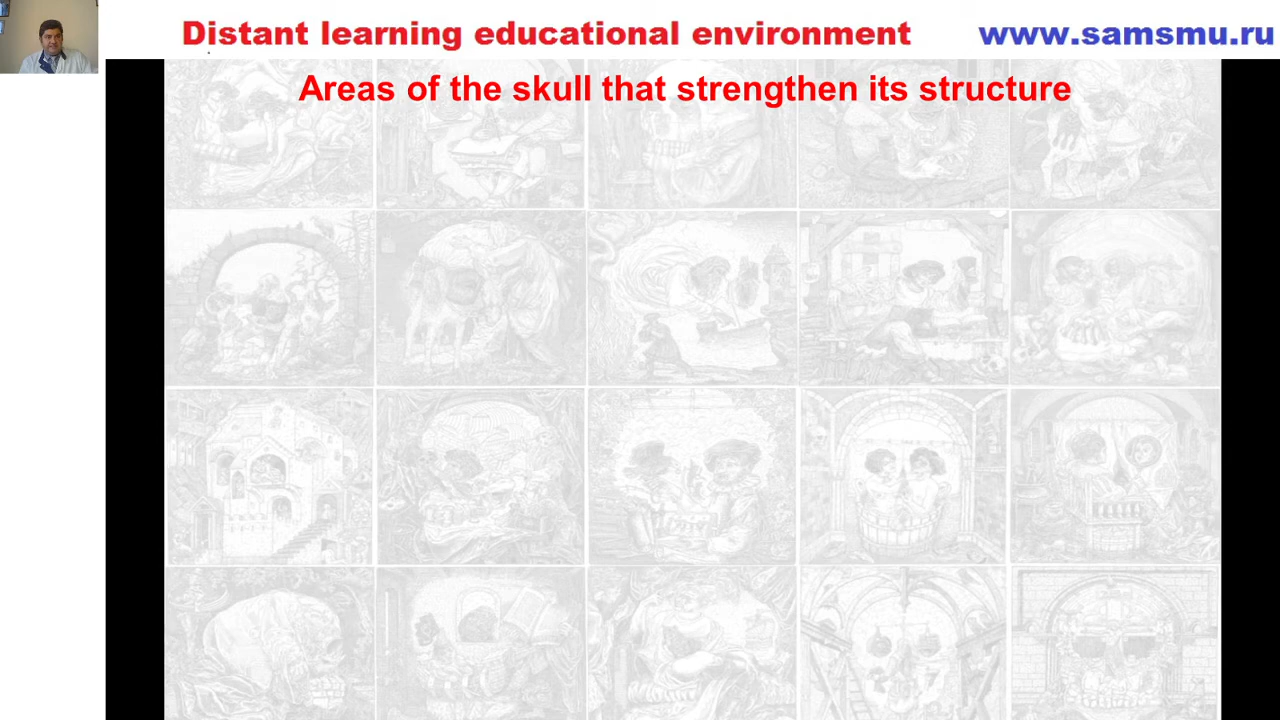 Distant learning educational environment
www.samsmu.ru
Areas of the skull that strengthen its structure